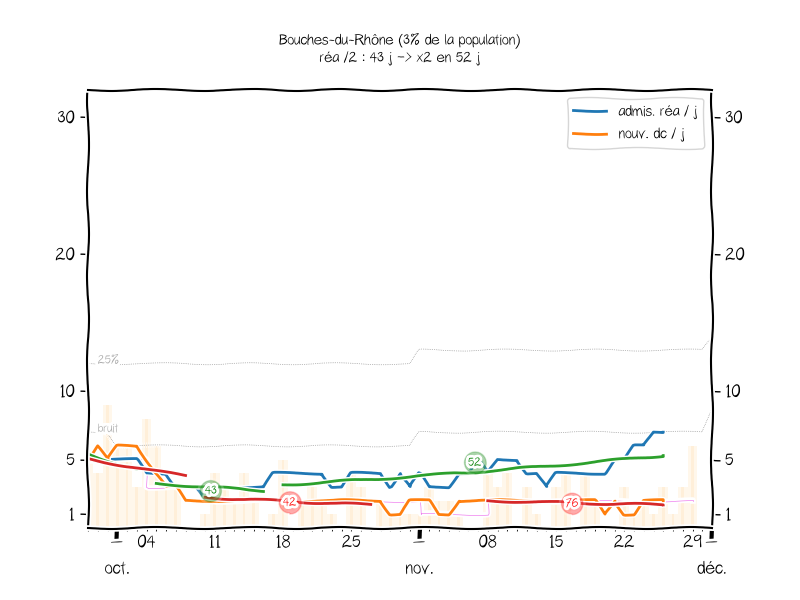 Bouches-du-Rhône (3% de la population)
réa /2 : 43 j -> x2 en 52 j
admis. réa / j
nouv. dc / j
30
30
20
20
25%
10
10
bruit
5
5
52
43
42
76
1
1
04
11
18
25
08
15
22
29
oct.
nov.
déc.